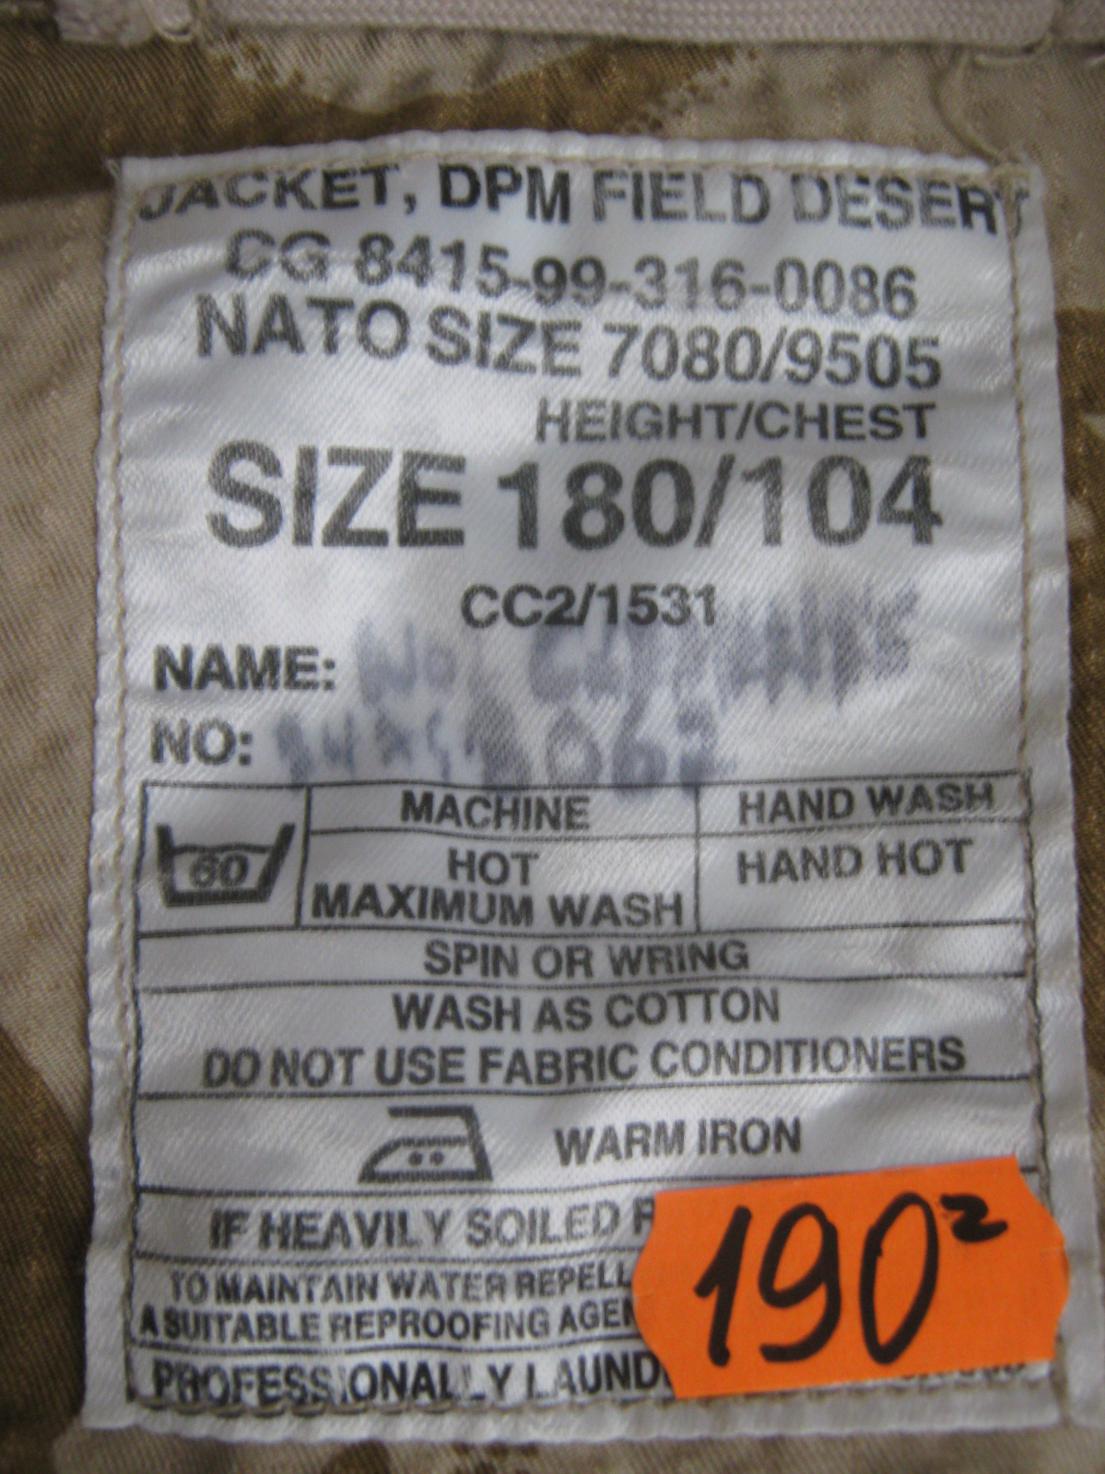 JACKET, DPM FIELD DESERT
CG 8415-99-316-0086
NATO SIZE 7080/9505
HEIGHT/CHEST
SIZE 180/104
CC2/1531
NAME:
NO:
60
MACHINE
HOT
MAXIMUM WASH
HAND WASH
HAND HOT
SPIN OR WRING
WASH AS COTTON
DO NOT USE FABRIC CONDITIONERS
WARM IRON
IF HEAVILY SOILED
TO MAINTAIN WATER REPELL
A SUITABLE REPROOFING AGEN
PROFESSIONALLY LAUND
190²